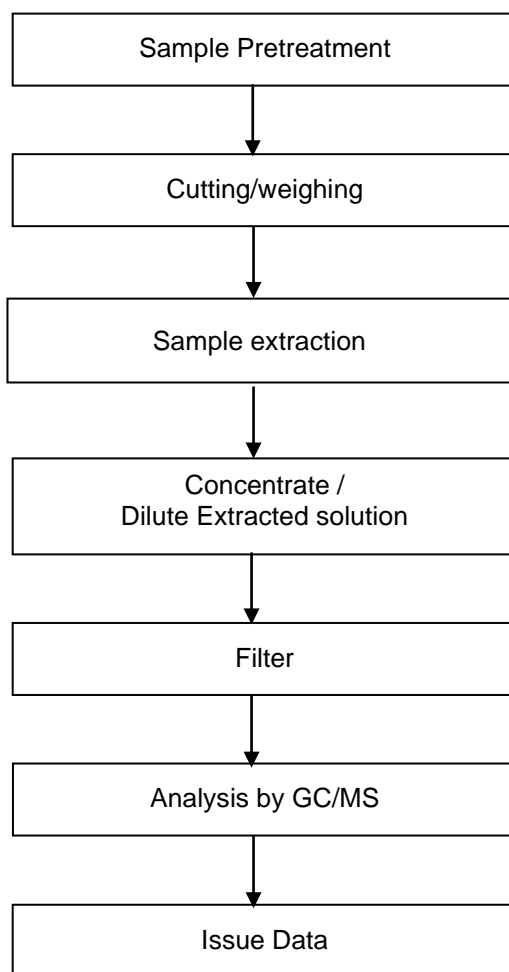 Sample Pretreatment
Cutting/weighing
Sample extraction
Concentrate /
Dilute Extracted solution
Filter
Analysis by GC/MS
Issue Data